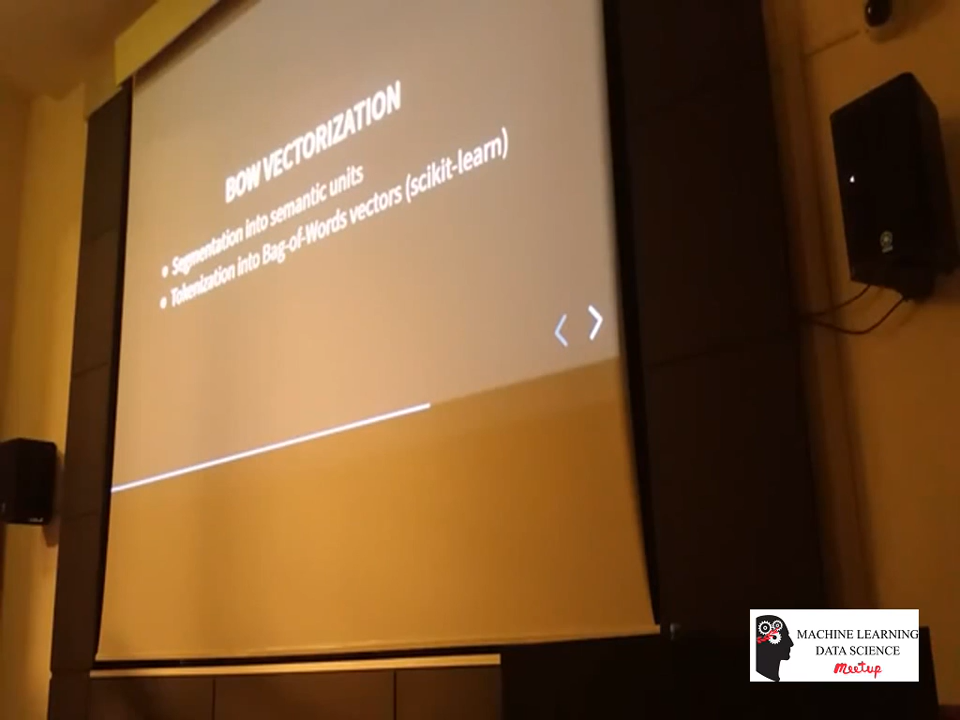 BOW VECTORIZATION
Segmentation into semantic units
Tokenization into Bag-of-Words vectors (scikit-learn)
MACHINE LEARNING
DATA SCIENCE
meetup